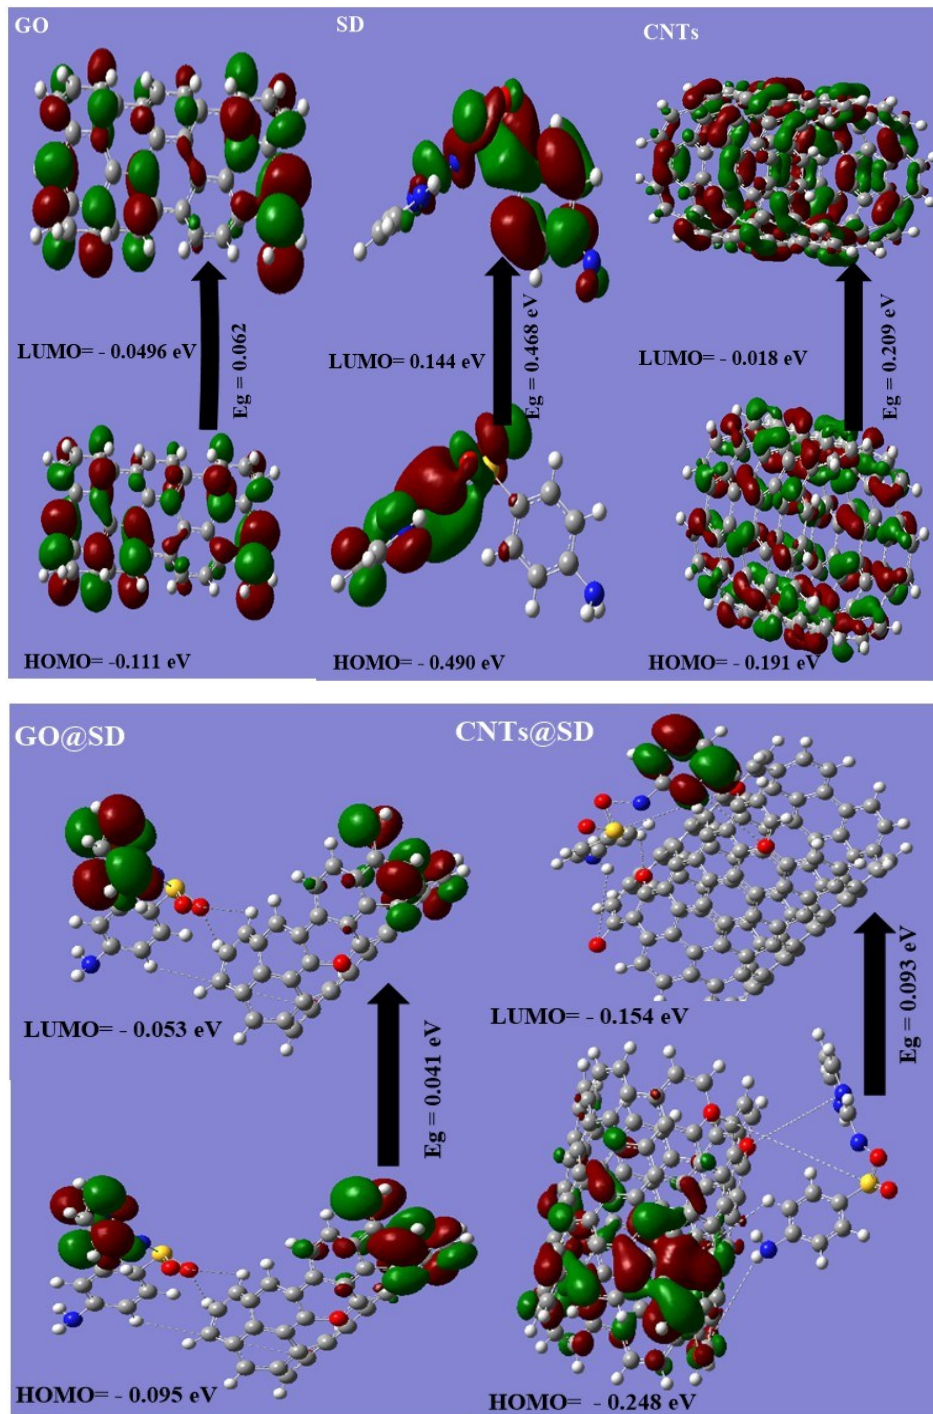 GO
SD
CNTs
LUMO= - 0.0496 eV
Eg = 0.062
LUMO= 0.144 eV
Eg = 0.468 eV
LUMO= - 0.018 eV
Eg = 0.209 eV
HOMO= -0.111 eV
HOMO= -0.490 eV
HOMO= - 0.191 eV
GO@SD
CNTs@SD
LUMO= - 0.053 eV
Eg = 0.041 eV
LUMO= - 0.154 eV
Eg = 0.093 eV
HOMO= - 0.095 eV
HOMO= - 0.248 eV